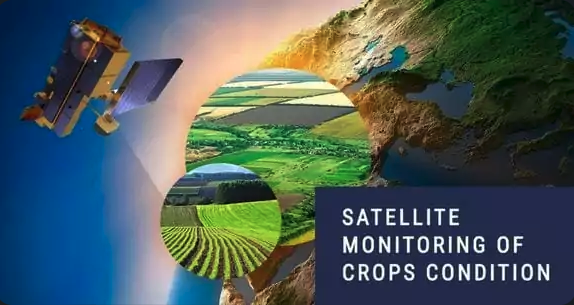 SATELLITE
MONITORING OF
CROPS CONDITION